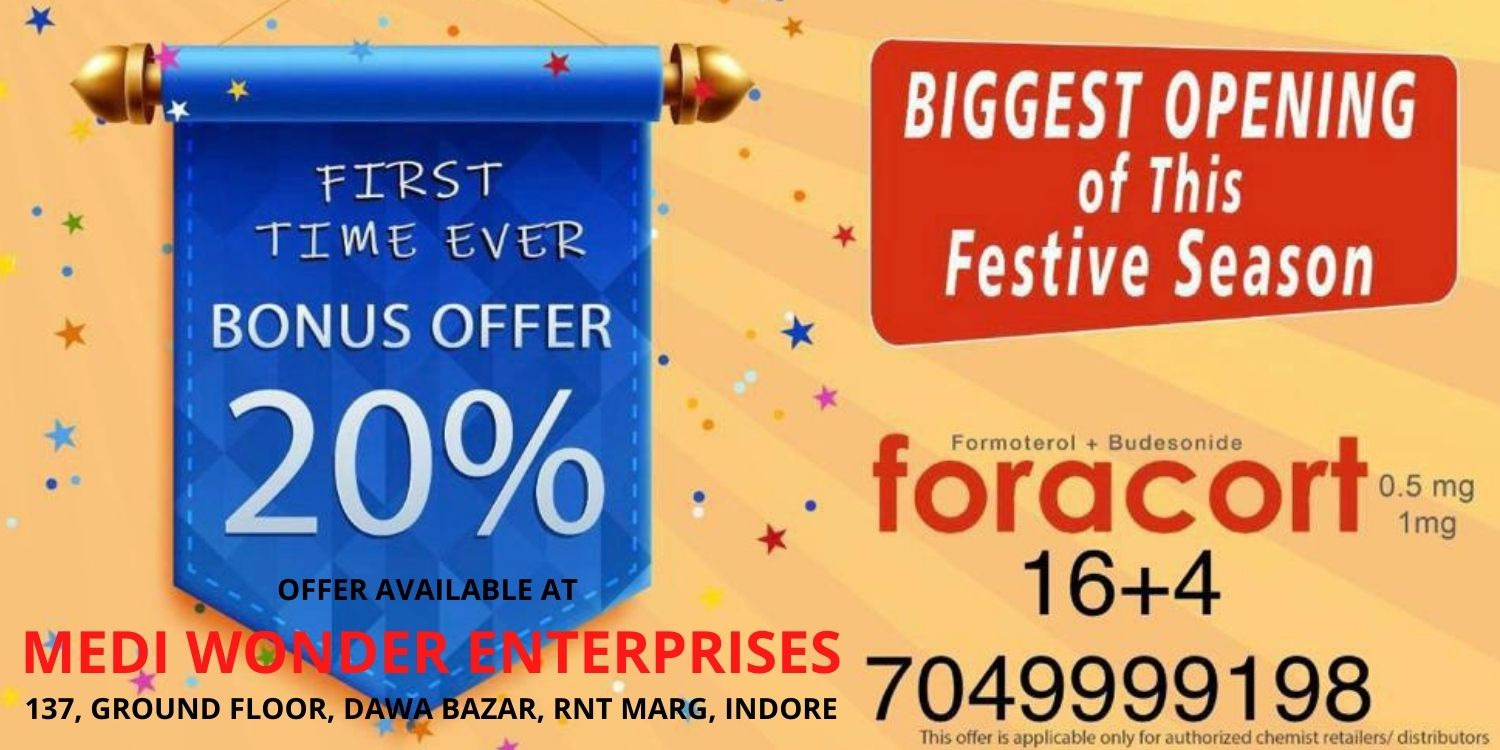 FIRST
TIME EVER
BONUS OFFER
20%
OFFER AVAILABLE AT
MEDI WONDER ENTERPRISES
137, GROUND FLOOR, DAWA BAZAR, RNT MARG, INDORE
BIGGEST OPENING
of This
Festive Season
Formoterol + Budesonide
foracort 0.5 mg
1mg
16+4
7049999198
This offer is applicable only for authorized chemist retailers/ distributors